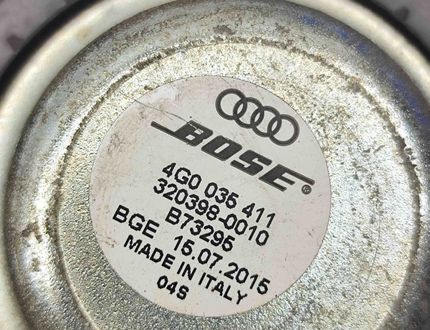 BOSE®
4G0 035 411
320398-0010
B73295
BGE 15.07.2015
MADE IN ITALY
04S